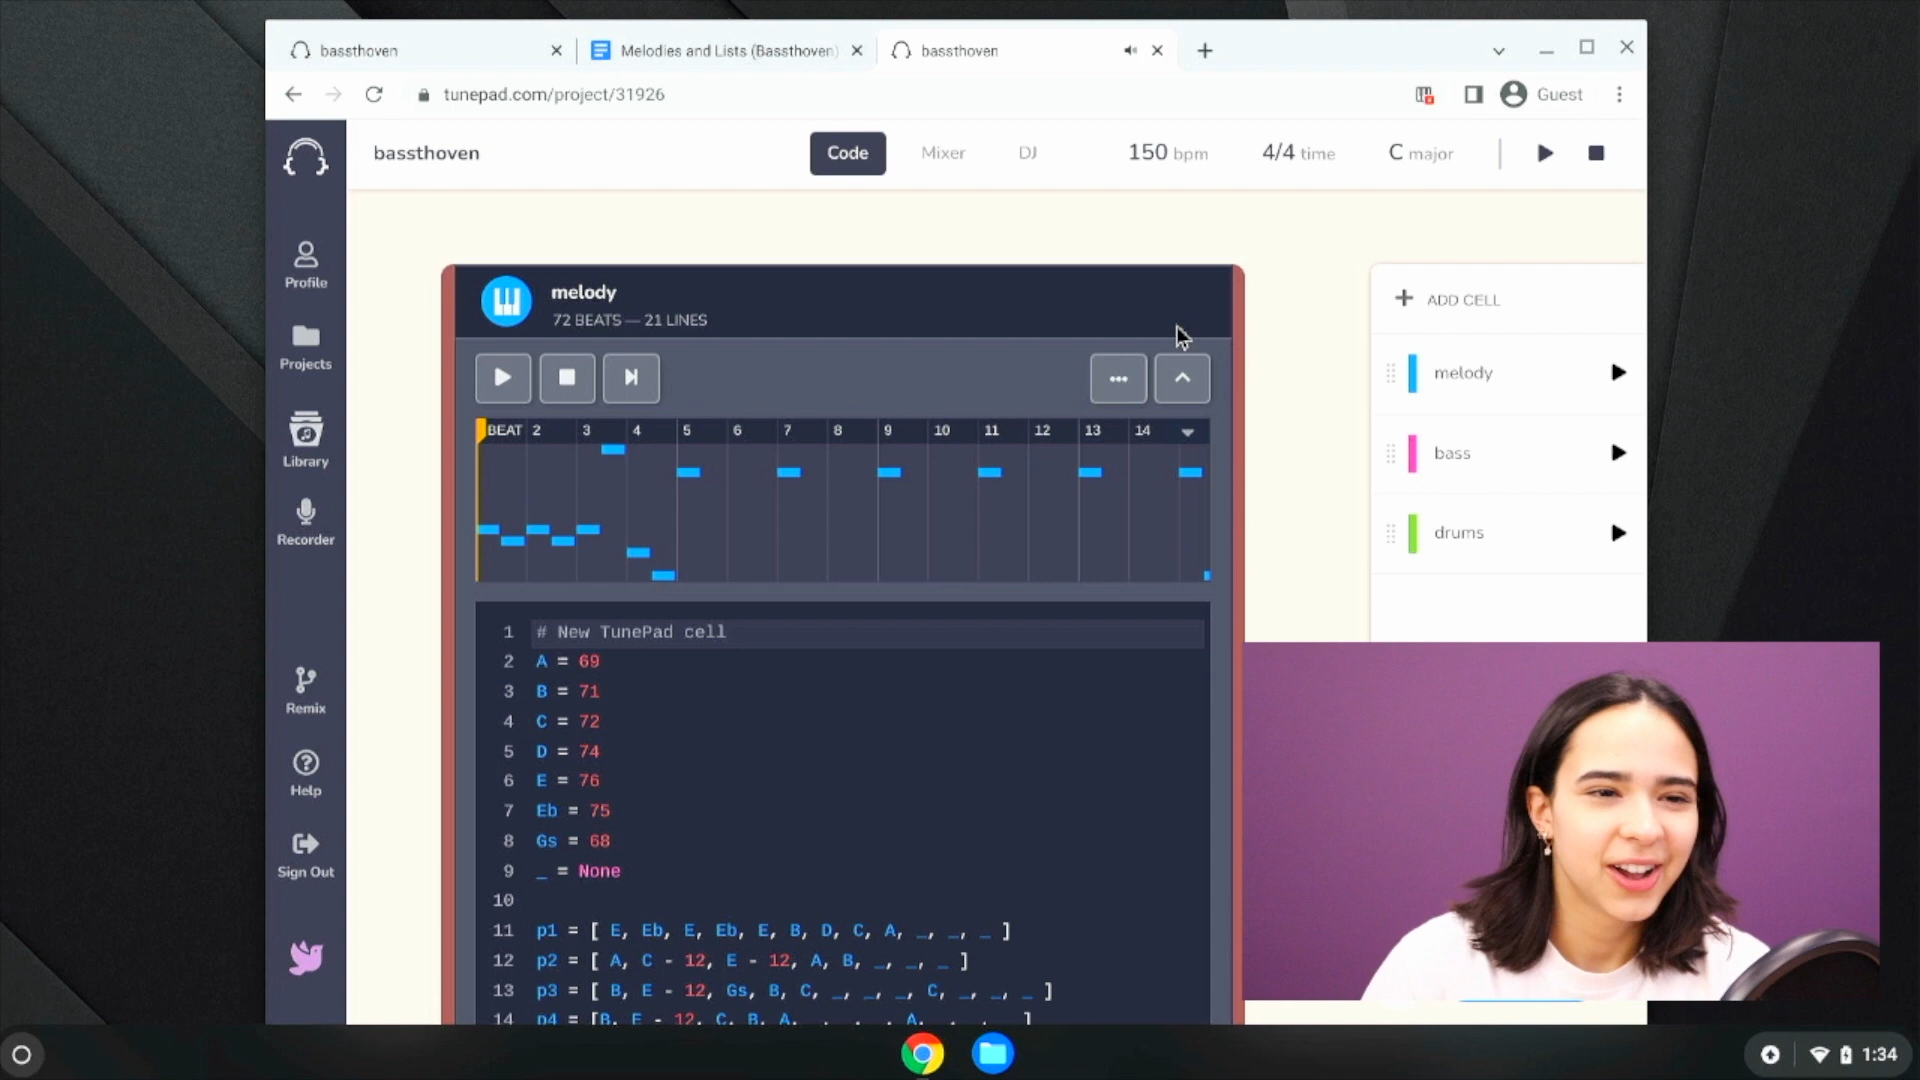 bassthoven
Melodies and Lists (Bassthoven)
bassthoven
tunepad.com/project/31926
Guest
bassthoven
Code
Mixer
DJ
150 bpm
4/4 time
C major
Profile
Projects
Library
Recorder
Remix
Help
Sign Out
melody
72 BEATS — 21 LINES
BEAT 2 3 4 5 6 7 8 9 10 11 12 13 14
1 # New TunePad cell
2 A = 69
3 B = 71
4 C = 72
5 D = 74
6 E = 76
7 Eb = 75
8 Gs = 68
9 _ = None
10
11 p1 = [ E, Eb, E, Eb, E, B, D, C, A, _, _, _ ]
12 p2 = [ A, C - 12, E - 12, A, B, _, _, _ ]
13 p3 = [ B, E - 12, Gs, B, C, _, _, _, C, _, _, _ ]
14 p4 = [B, E - 12, C, B, A, , , , A, , , ]
+ ADD CELL
melody
bass
drums
1:34